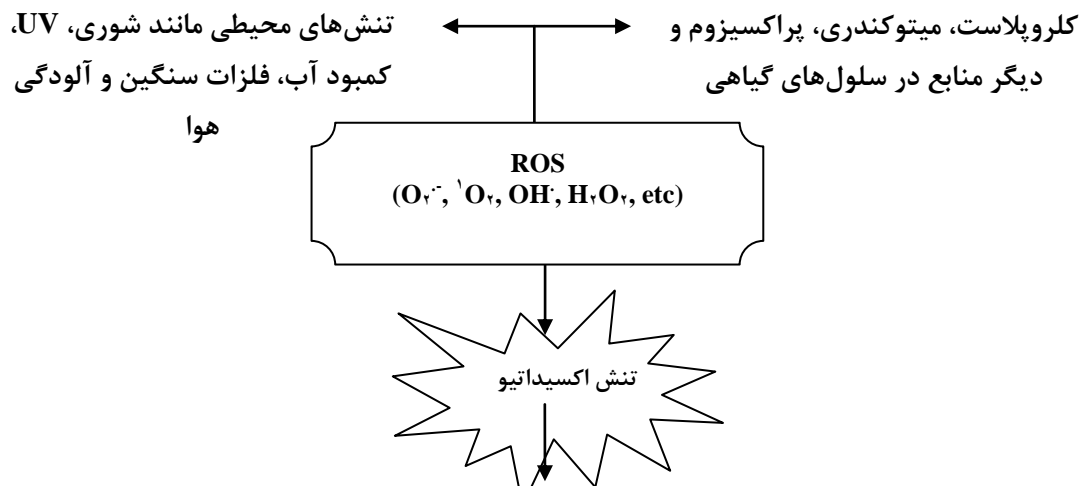 کلروپلاست، میتوکندری، پراکسیزوم و
دیگر منابع در سلول‌های گیاهی
تنش‌های محیطی مانند شوری، UV،
کمبود آب، فلزات سنگین و آلودگی
هوا
ROS
(O۲·-, ۱O۲, OH·, H۲O۲, etc)
تنش اکسیداتیو